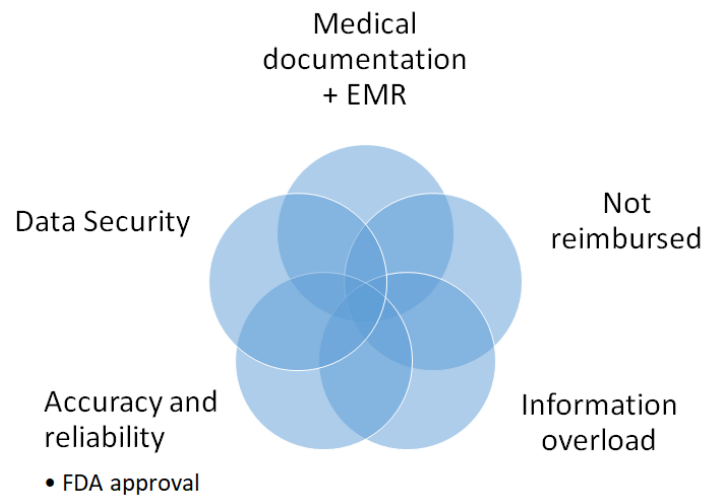 Medical
documentation
+ EMR
Data Security
Not
reimbursed
Accuracy and
reliability
• FDA approval
Information
overload